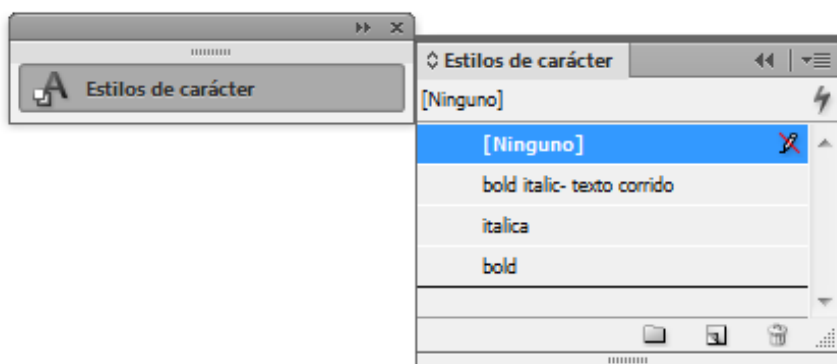 Estilos de carácter
Estilos de carácter
[Ninguno]
[Ninguno]
bold italic- texto corrido
italica
bold